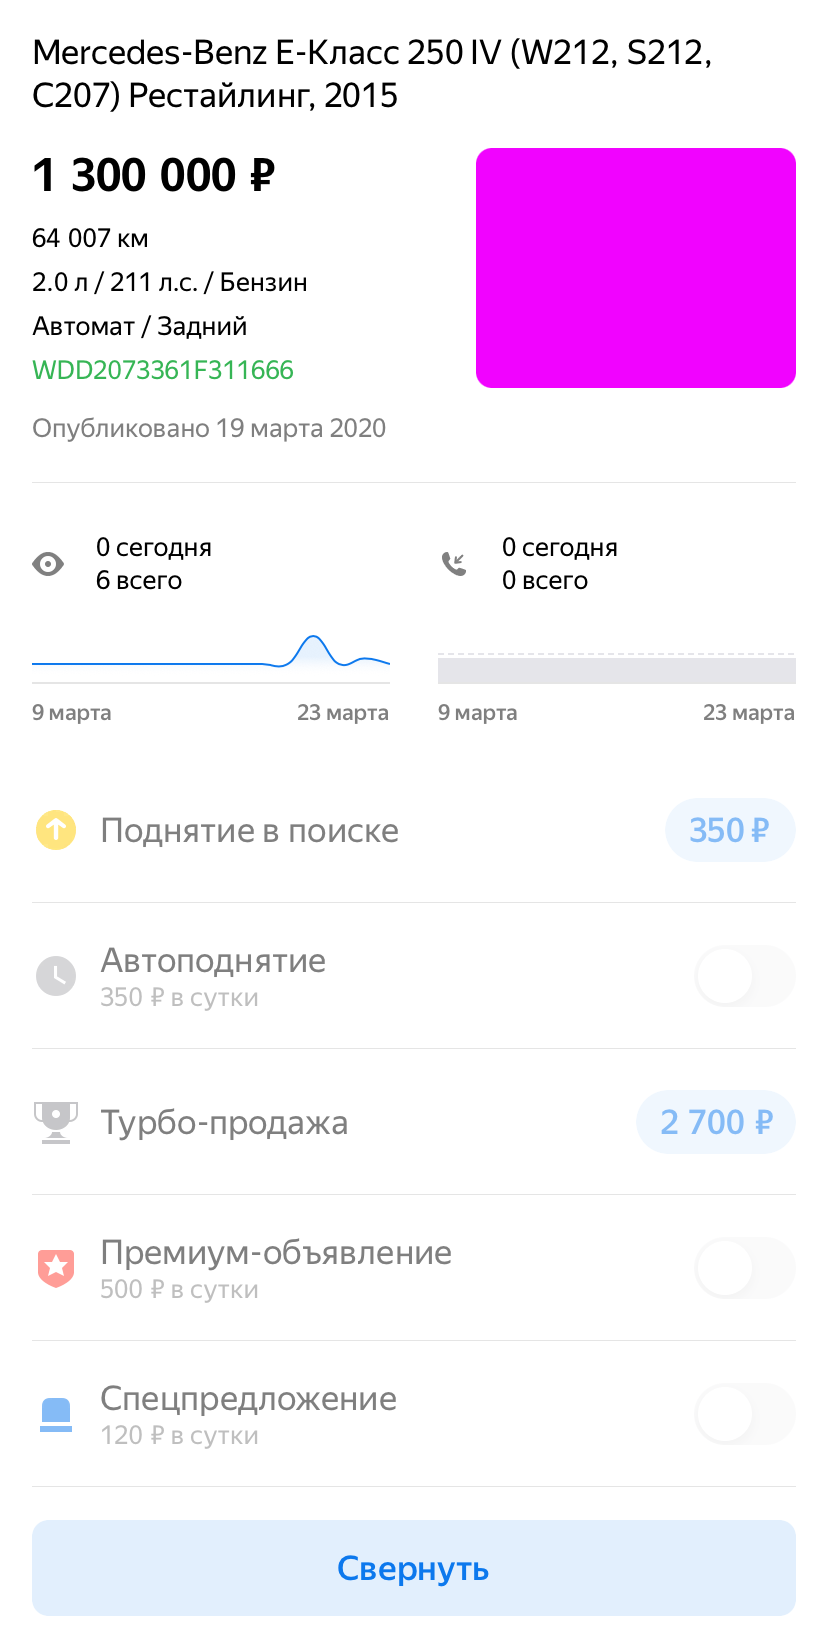 Mercedes-Benz E-Класс 250 IV (W212, S212,
C207) Рестайлинг, 2015
1 300 000 ₽
64 007 км
2.0 л / 211 л.с. / Бензин
Автомат / Задний
WDD2073361F311666
Опубликовано 19 марта 2020
0 сегодня
6 всего
0 сегодня
0 всего
9 марта
23 марта
9 марта
23 марта
Поднятие в поиске
350 ₽
Автоподнятие
350 ₽ в сутки
Турбо-продажа
2 700 ₽
Премиум-объявление
500 ₽ в сутки
Спецпредложение
120 ₽ в сутки
Свернуть